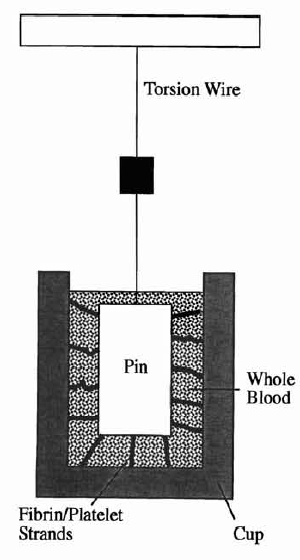 Torsion Wire
Pin
Whole
Blood
Fibrin/Platelet
Strands
Cup